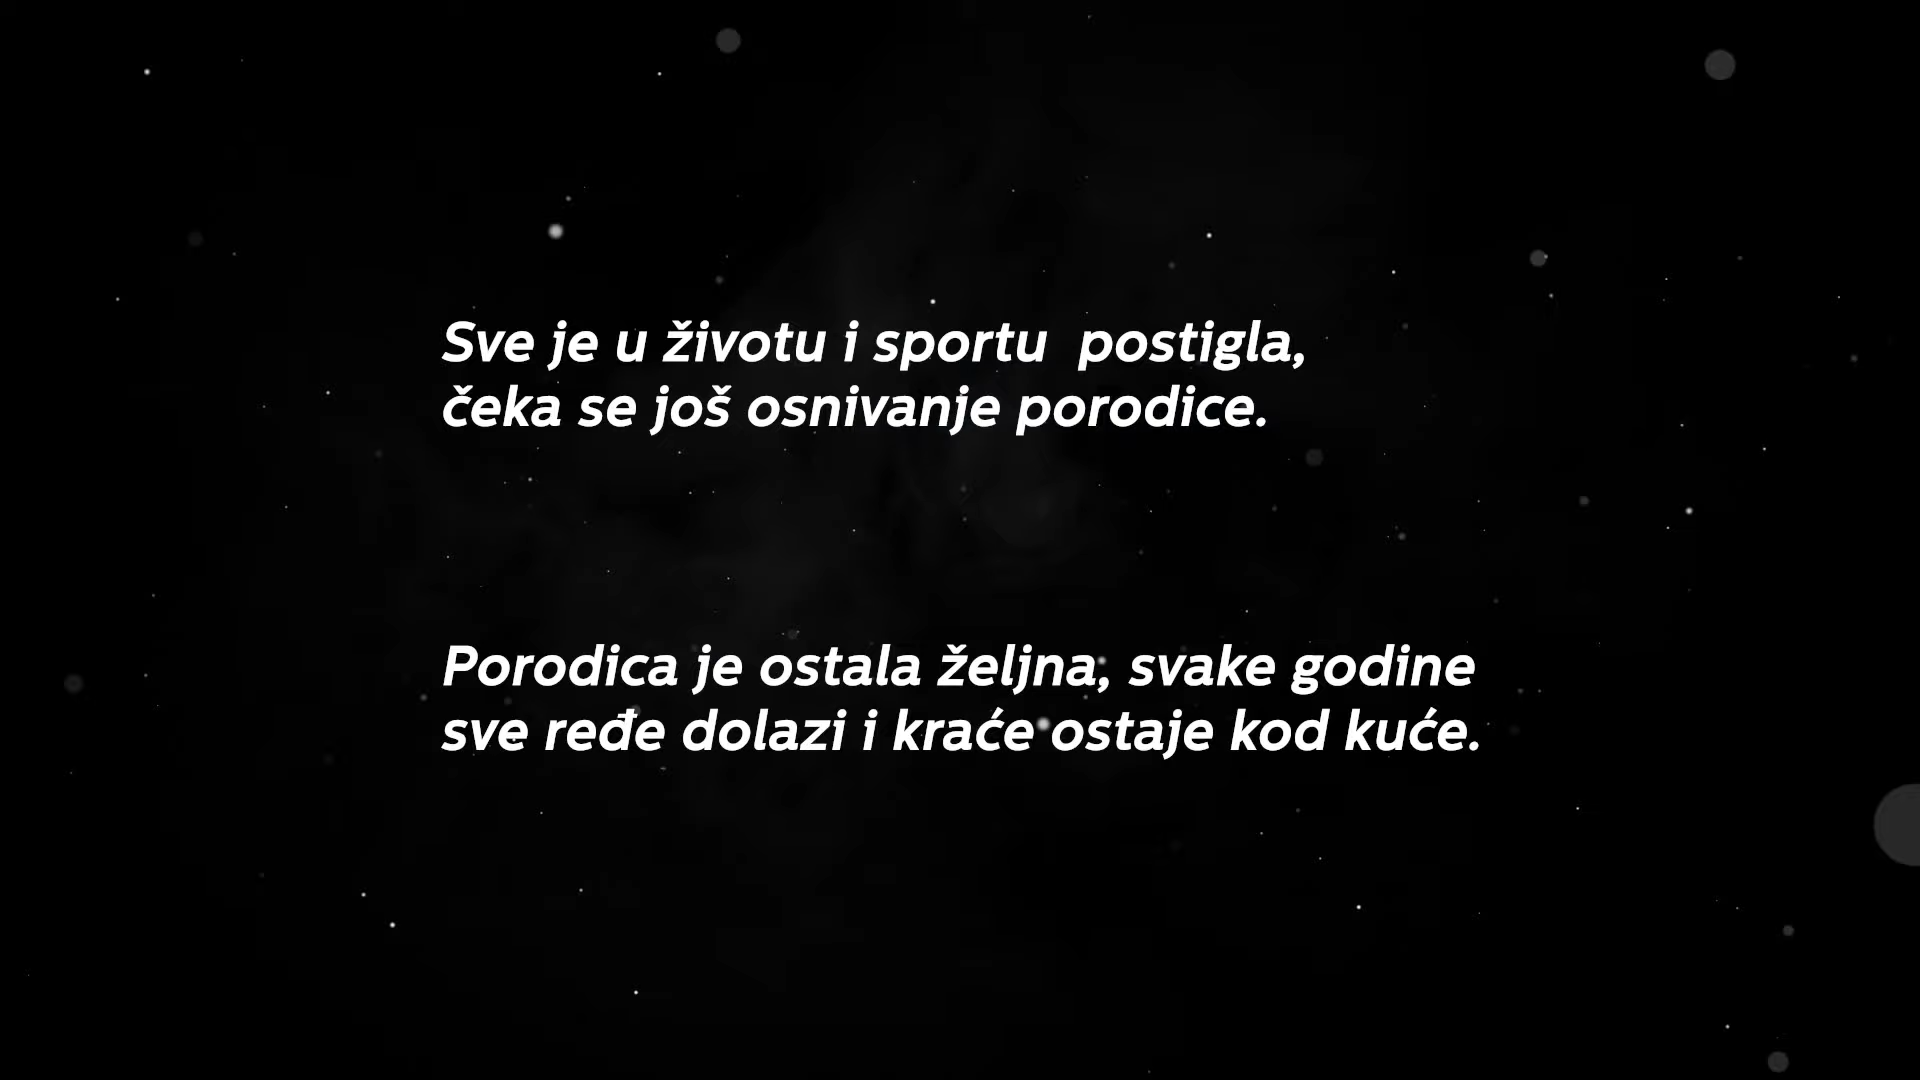 Sve je u životu i sportu  postigla,
čeka se još osnivanje porodice.
Porodica je ostala željna, svake godine
sve ređe dolazi i kraće ostaje kod kuće.